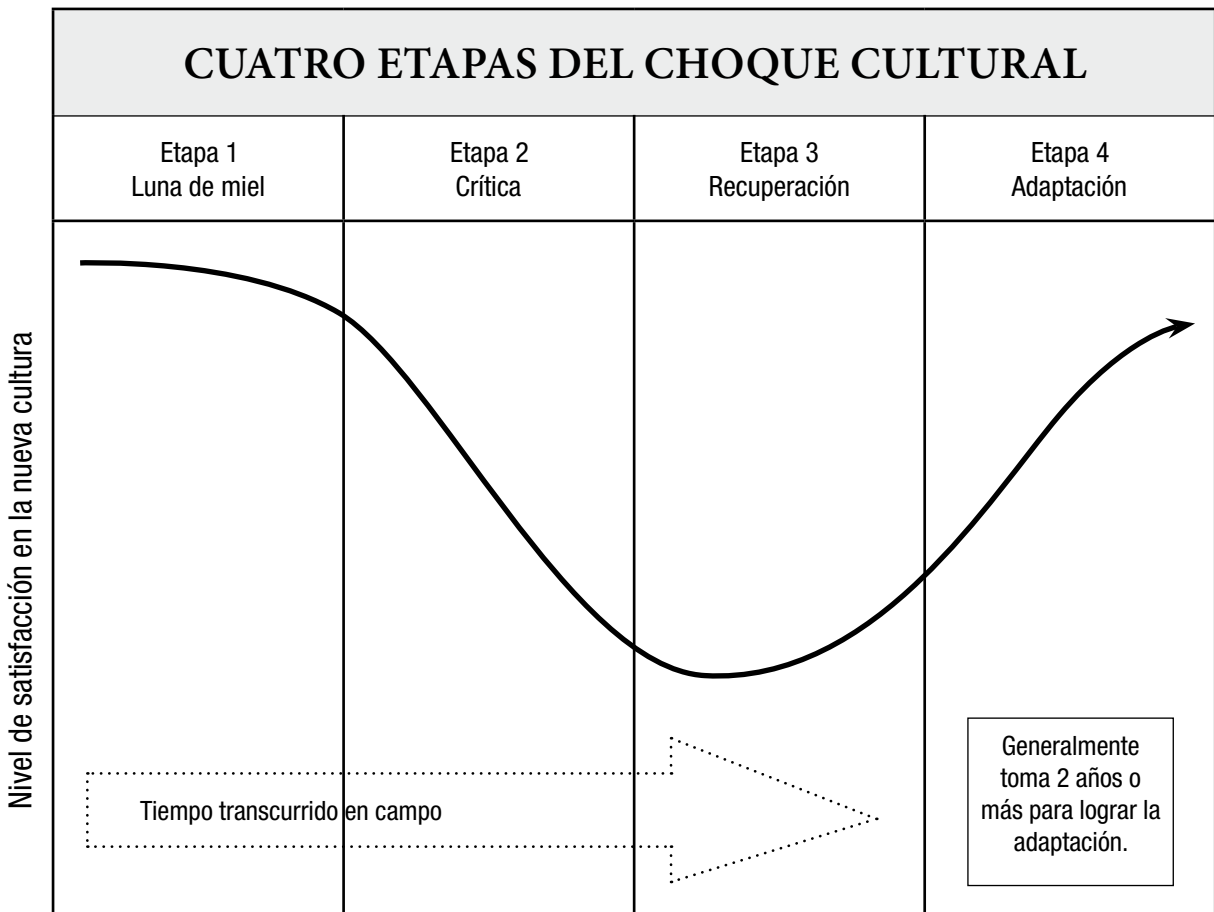 CUATRO ETAPAS DEL CHOQUE CULTURAL
Etapa 1
Luna de miel
Etapa 2
Crítica
Etapa 3
Recuperación
Etapa 4
Adaptación
Nivel de satisfacción en la nueva cultura
Tiempo transcurrido en campo
Generalmente
toma 2 años o
más para lograr la
adaptación.